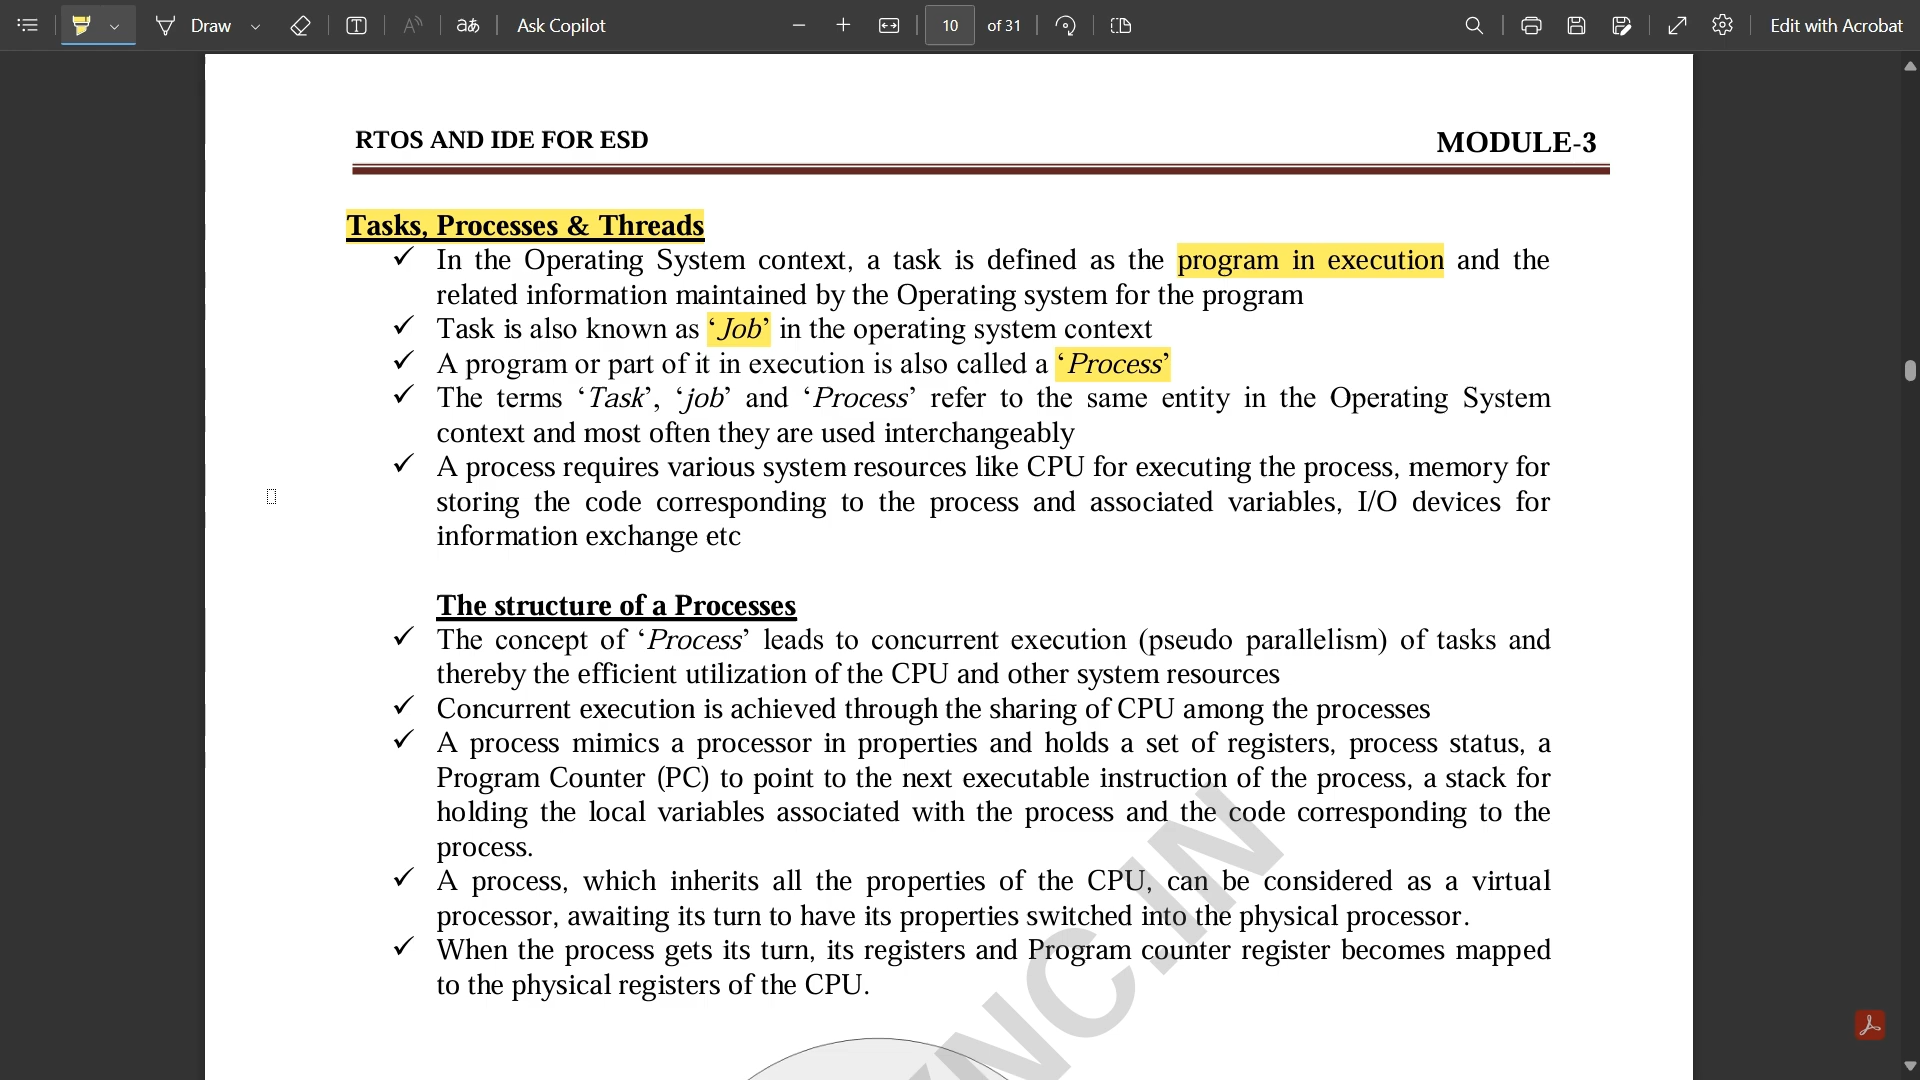 Draw
Ask Copilot
10 of 31
Edit with Acrobat
RTOS AND IDE FOR ESD MODULE-3
Tasks, Processes & Threads
✓ In the Operating System context, a task is defined as the program in execution and the
related information maintained by the Operating system for the program
✓ Task is also known as ‘Job’ in the operating system context
✓ A program or part of it in execution is also called a ‘Process’
✓ The terms ‘Task’, ‘job’ and ‘Process’ refer to the same entity in the Operating System
context and most often they are used interchangeably
✓ A process requires various system resources like CPU for executing the process, memory for
storing the code corresponding to the process and associated variables, I/O devices for
information exchange etc
The structure of a Processes
✓ The concept of ‘Process’ leads to concurrent execution (pseudo parallelism) of tasks and
thereby the efficient utilization of the CPU and other system resources
✓ Concurrent execution is achieved through the sharing of CPU among the processes
✓ A process mimics a processor in properties and holds a set of registers, process status, a
Program Counter (PC) to point to the next executable instruction of the process, a stack for
holding the local variables associated with the process and the code corresponding to the
process.
✓ A process, which inherits all the properties of the CPU, can be considered as a virtual
processor, awaiting its turn to have its properties switched into the physical processor.
✓ When the process gets its turn, its registers and Program counter register becomes mapped
to the physical registers of the CPU.
NC.IN